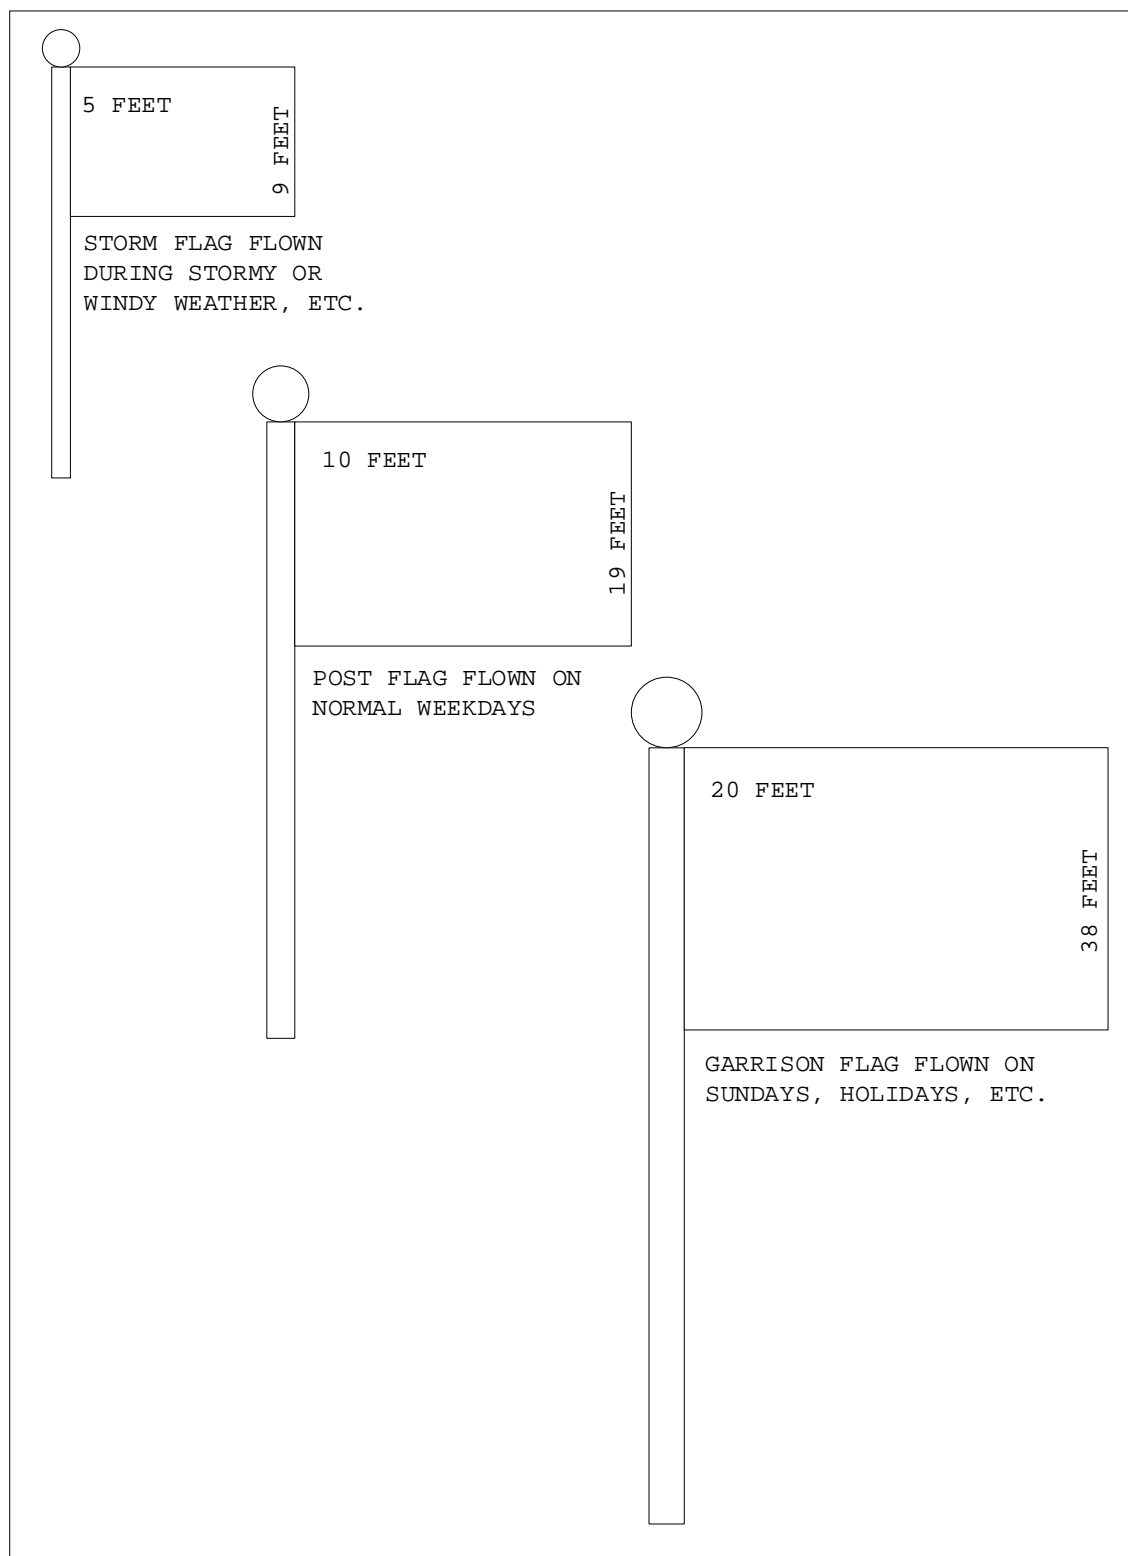 5 FEET
9 FEET
STORM FLAG FLOWN
DURING STORMY OR
WINDY WEATHER, ETC.
10 FEET
19 FEET
POST FLAG FLOWN ON
NORMAL WEEKDAYS
20 FEET
38 FEET
GARRISON FLAG FLOWN ON
SUNDAYS, HOLIDAYS, ETC.